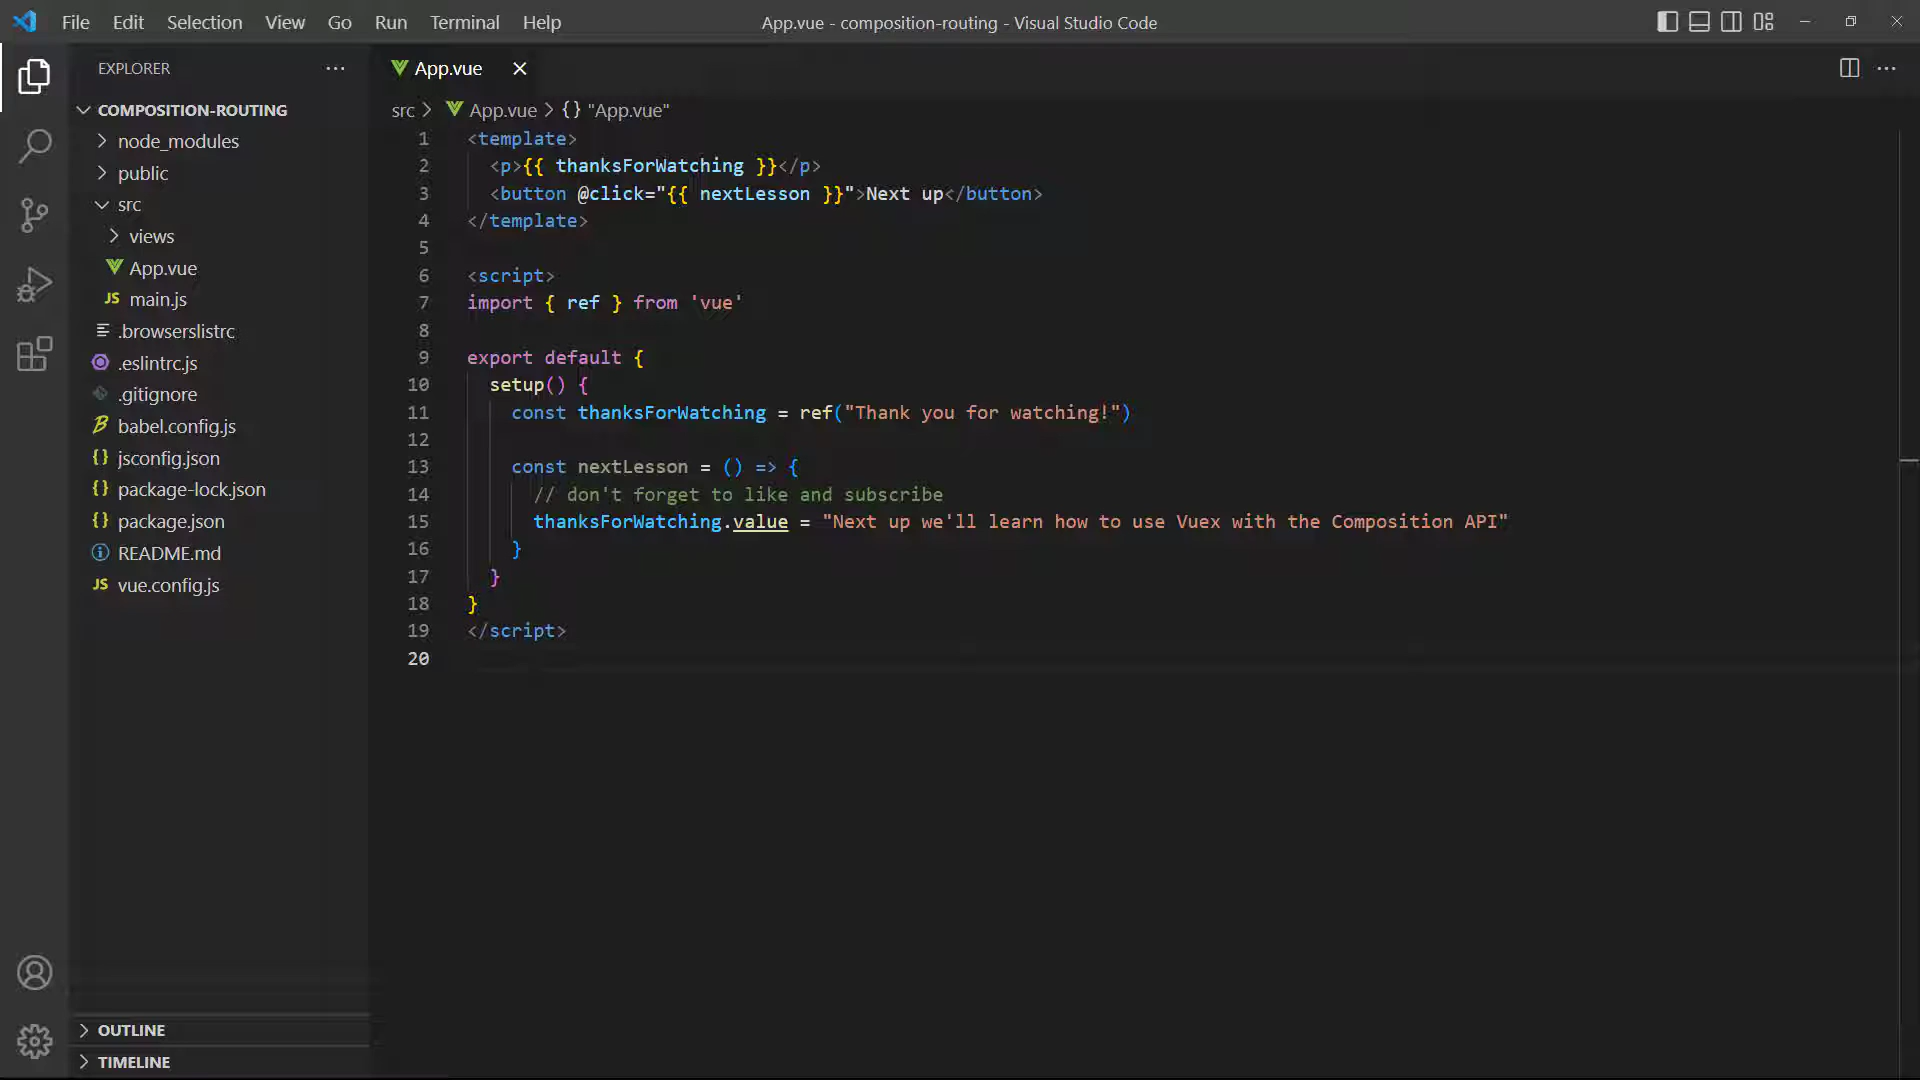 File Edit Selection View Go Run Terminal Help
App.vue - composition-routing - Visual Studio Code
EXPLORER
COMPOSITION-ROUTING
node_modules
public
src
views
App.vue
JS main.js
.browserslistrc
.eslintrc.js
.gitignore
babel.config.js
{} jsconfig.json
{} package-lock.json
{} package.json
README.md
JS vue.config.js
OUTLINE
TIMELINE
App.vue
src > App.vue > {} "App.vue"
1 <template>
2 <p>{{ thanksForWatching }}</p>
3 <button @click="{{ nextLesson }}">Next up</button>
4 </template>
5
6 <script>
7 import { ref } from 'vue'
8
9 export default {
10 setup() {
11 const thanksForWatching = ref("Thank you for watching!")
12
13 const nextLesson = () => {
14 // don't forget to like and subscribe
15 thanksForWatching.value = "Next up we'll learn how to use Vuex with the Composition API"
16 }
17 }
18 }
19 </script>
20